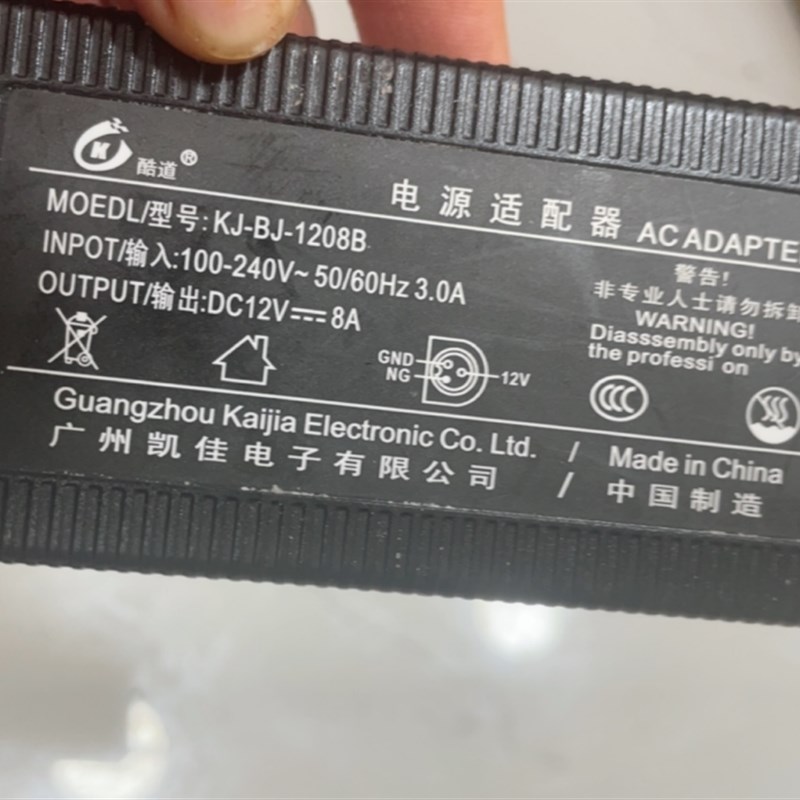 K
酷道®
电源适配器 AC ADAPTE
MOEDL/型号: KJ-BJ-1208B
INPOT/输入:100-240V~ 50/60Hz 3.0A
OUTPUT/输出:DC12V⎓8A
警告!
非专业人士请勿拆卸
WARNING!
Diasssembly only by
the professi on
GND
NG
12V
CCC
Guangzhou Kaijia Electronic Co. Ltd. / Made in China
广州凯佳电子有限公司 / 中国制造